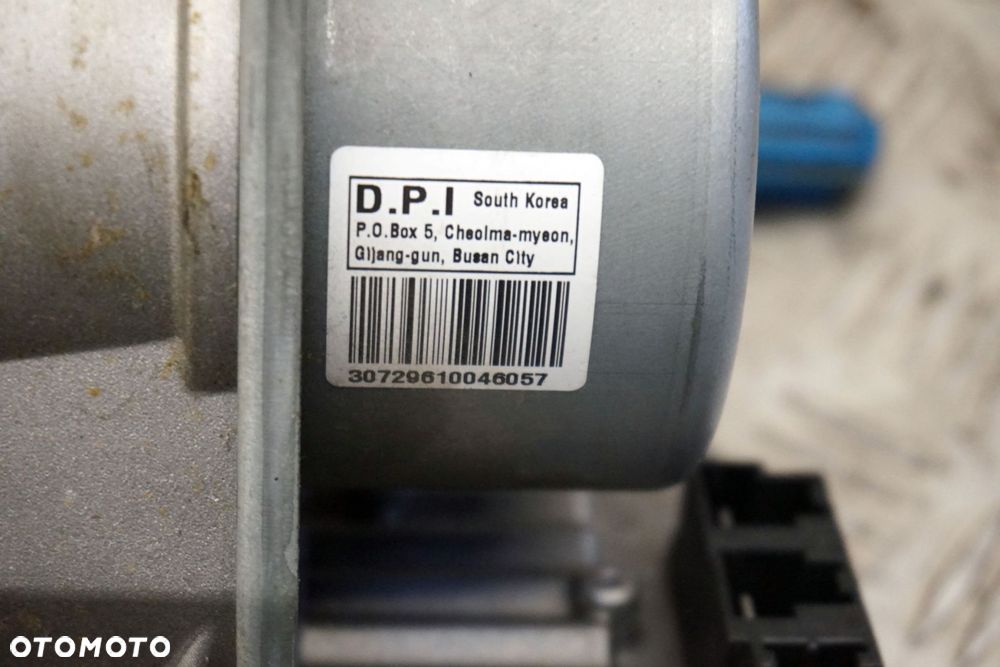 D.P.I South Korea
P.O.Box 5, Cheolma-myeon,
Gijang-gun, Busan City
30729610046057
OTOMOTO